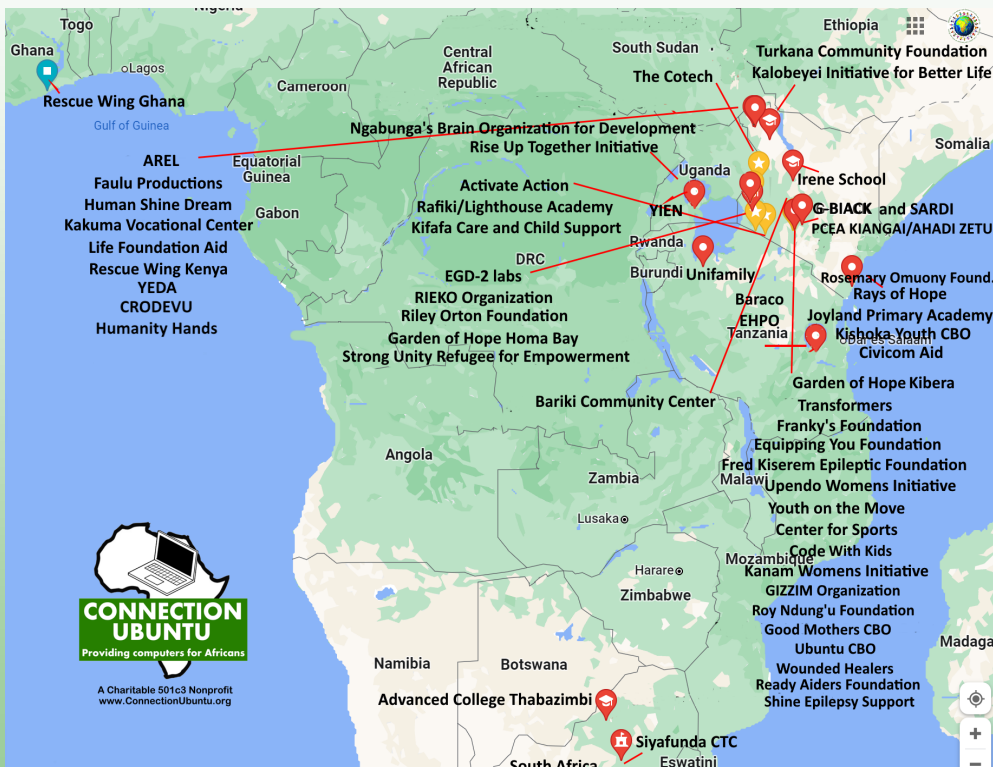 Nigeria
Togo
Ghana
Lagos
Rescue Wing Ghana
Gulf of Guinea
Cameroon
Central
African
Republic
South Sudan
Ethiopia
Turkana Community Foundation
Kalobeyei Initiative for Better Life
The Cotech
Ngabunga's Brain Organization for Development
Rise Up Together Initiative
Somalia
AREL
Faulu Productions
Human Shine Dream
Kakuma Vocational Center
Life Foundation Aid
Rescue Wing Kenya
YEDA
CRODEVU
Humanity Hands
Equatorial
Guinea
Gabon
Uganda
Irene School
Activate Action
Rafiki/Lighthouse Academy
Kifafa Care and Child Support
YIEN
G-BIACK and SARDI
PCEA KIANGAI/AHADI ZETU
Rwanda
DRC
Burundi
Unifamily
EGD-2 labs
RIEKO Organization
Riley Orton Foundation
Garden of Hope Homa Bay
Strong Unity Refugee for Empowerment
Rosemary Omuony Found.
Rays of Hope
Baraco
EHPO
Tanzania
Joyland Primary Academy
Kishoka Youth CBO
Dar es Salaam
Civicom Aid
Bariki Community Center
Garden of Hope Kibera
Transformers
Franky's Foundation
Equipping You Foundation
Fred Kiserem Epileptic Foundation
Upendo Womens Initiative
Youth on the Move
Center for Sports
Code With Kids
Kanam Womens Initiative
GIZZIM Organization
Roy Ndung'u Foundation
Good Mothers CBO
Ubuntu CBO
Wounded Healers
Ready Aiders Foundation
Shine Epilepsy Support
Angola
Zambia
Malawi
Lusaka
Mozambique
Harare
Zimbabwe
Madaga
Namibia
Botswana
CONNECTION
UBUNTU
Providing computers for Africans
A Charitable 501c3 Nonprofit
www.ConnectionUbuntu.org
Advanced College Thabazimbi
Siyafunda CTC
South Africa
Eswatini